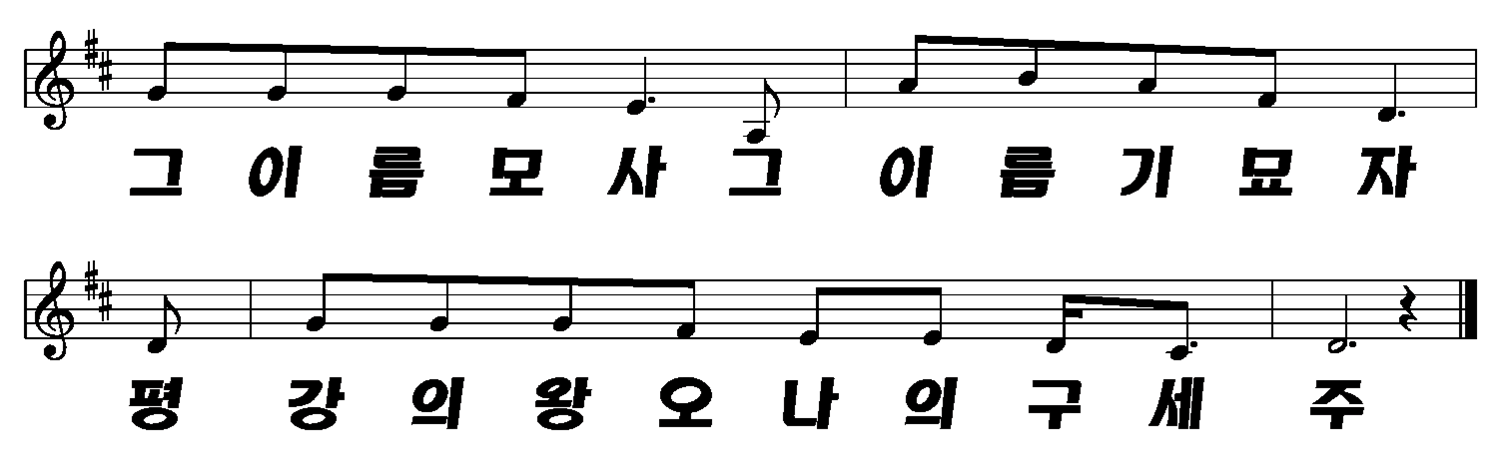 그 이 름 모 사 그 이 름 기 묘 자
평 강 의 왕 오 나 의 구 세 주